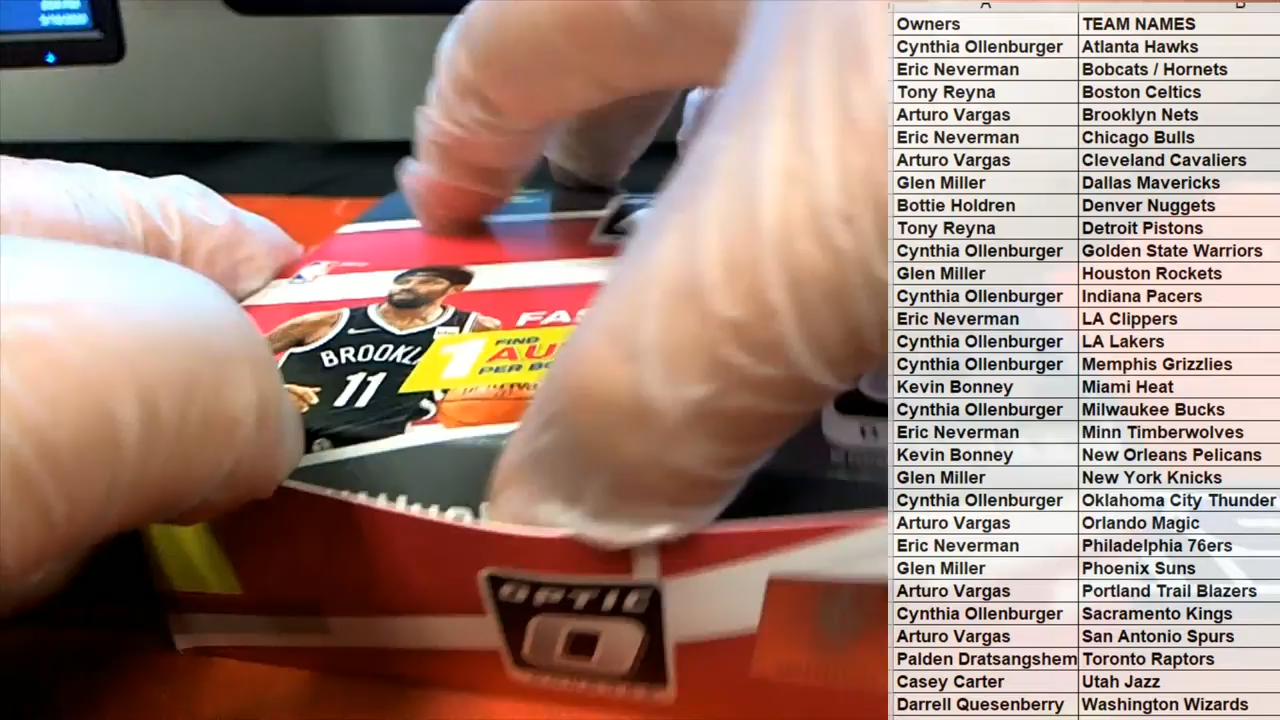 A B
Owners TEAM NAMES
Cynthia Ollenburger Atlanta Hawks
Eric Neverman Bobcats / Hornets
Tony Reyna Boston Celtics
Arturo Vargas Brooklyn Nets
Eric Neverman Chicago Bulls
Arturo Vargas Cleveland Cavaliers
Glen Miller Dallas Mavericks
Bottie Holdren Denver Nuggets
Tony Reyna Detroit Pistons
Cynthia Ollenburger Golden State Warriors
Glen Miller Houston Rockets
Cynthia Ollenburger Indiana Pacers
Eric Neverman LA Clippers
Cynthia Ollenburger LA Lakers
Cynthia Ollenburger Memphis Grizzlies
Kevin Bonney Miami Heat
Cynthia Ollenburger Milwaukee Bucks
Eric Neverman Minn Timberwolves
Kevin Bonney New Orleans Pelicans
Glen Miller New York Knicks
Cynthia Ollenburger Oklahoma City Thunder
Arturo Vargas Orlando Magic
Eric Neverman Philadelphia 76ers
Glen Miller Phoenix Suns
Arturo Vargas Portland Trail Blazers
Cynthia Ollenburger Sacramento Kings
Arturo Vargas San Antonio Spurs
Palden Dratsangshem Toronto Raptors
Casey Carter Utah Jazz
Darrell Quesenberry Washington Wizards
FAS
BROOKL
11
1 FIND
AU
PER BO
OPTIC